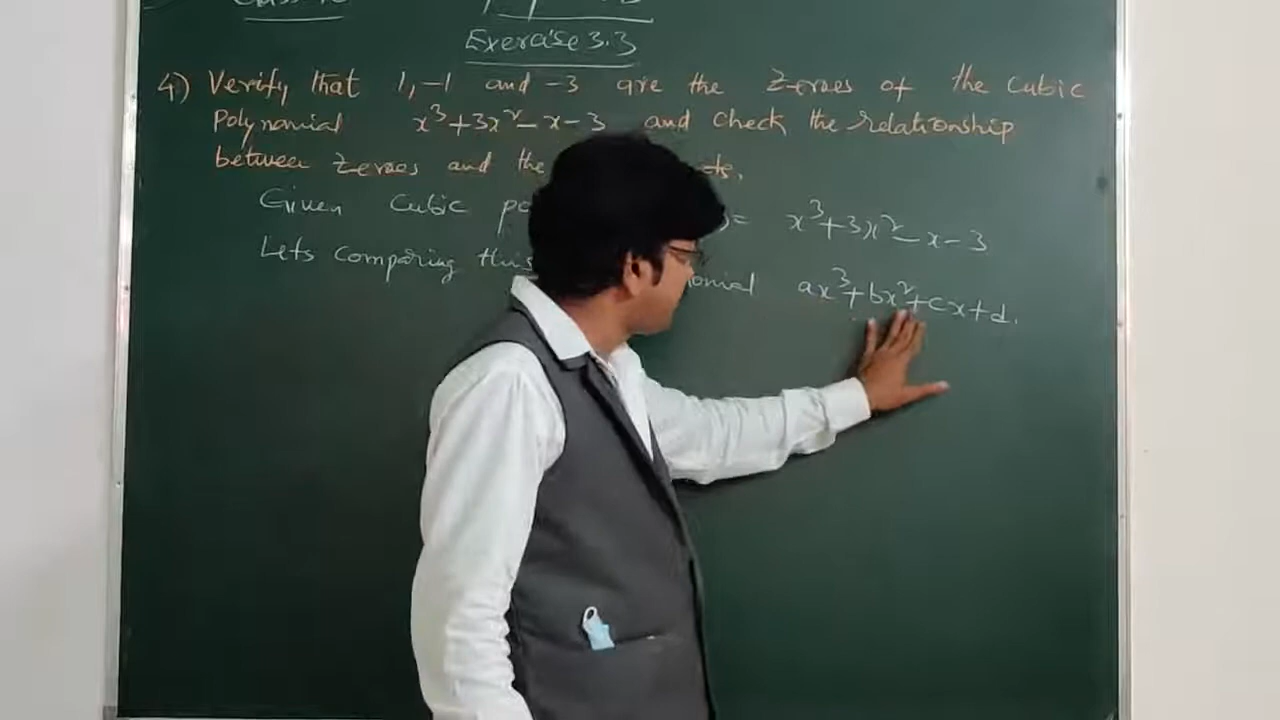 Exercise 3.3
4) Verify that 1, -1 and -3 are the zeroes of the cubic
Polynomial x³+3x²-x-3 and check the relationship
between zeroes and the
Given Cubic = x³+3x²-x-3
Lets comparing this ax³+bx²+cx+d.